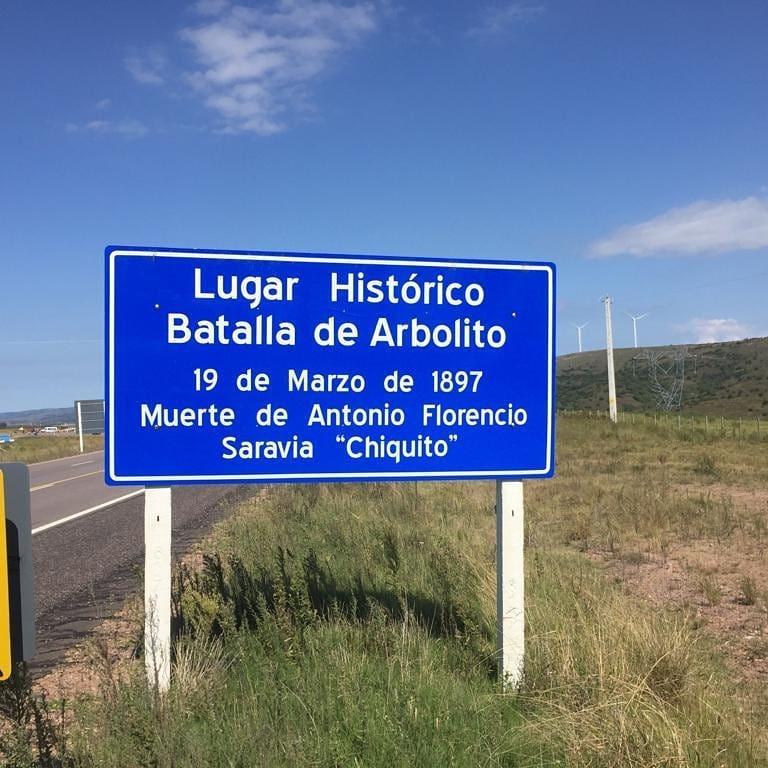 Lugar Histórico
Batalla de Arbolito
19 de Marzo de 1897
Muerte de Antonio Florencio
Saravia "Chiquito"